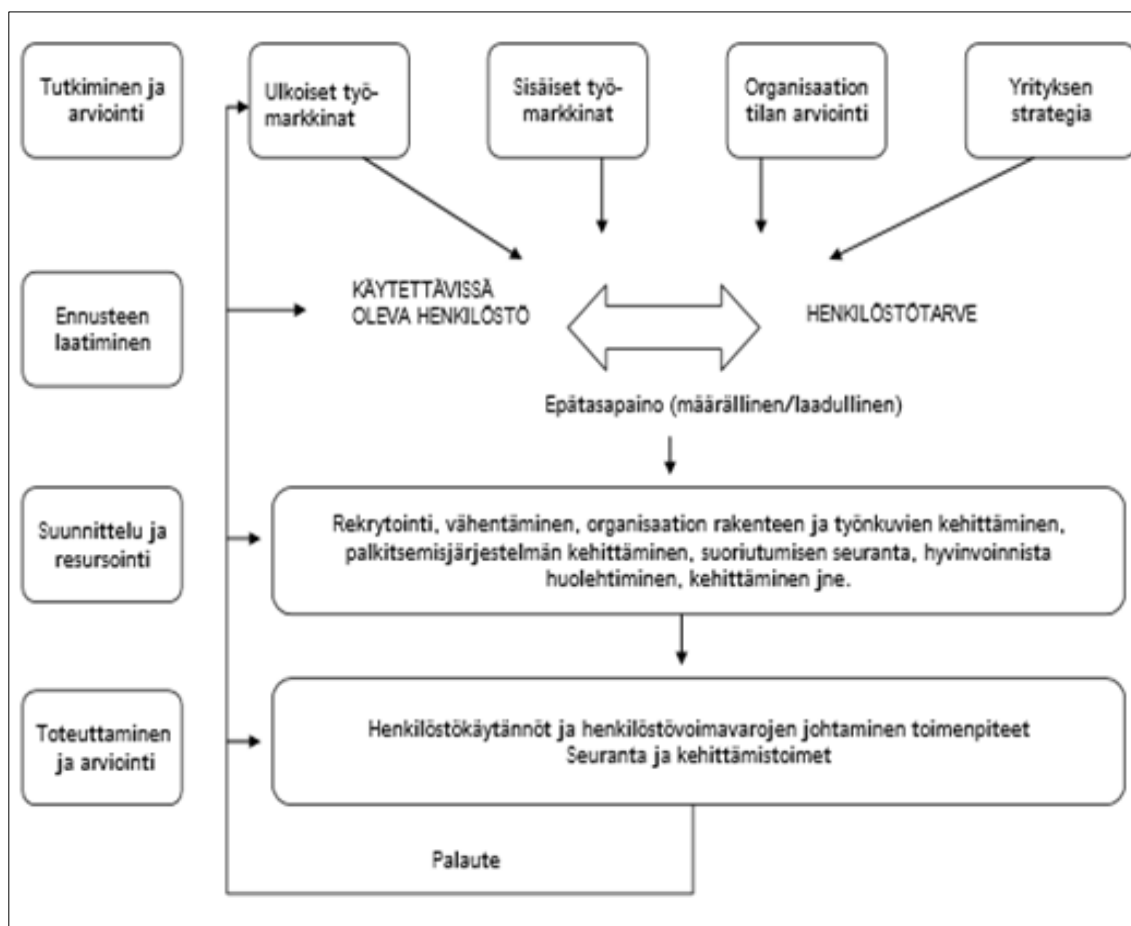 Tutkiminen ja
arviointi
Ulkoiset työ-
markkinat
Sisäiset työ-
markkinat
Organisaation
tilan arviointi
Yrityksen
strategia
Ennusteen
laatiminen
KÄYTETTÄVISSÄ
OLEVA HENKILÖSTÖ
HENKILÖSTÖTARVE
Epätasapaino (määrällinen/laadullinen)
Suunnittelu ja
resursointi
Rekrytointi, vähentäminen, organisaation rakenteen ja työnkuvien kehittäminen,
palkitsemisjärjestelmän kehittäminen, suoriutumisen seuranta, hyvinvoinnista
huolehtiminen, kehittäminen jne.
Toteuttaminen
ja arviointi
Henkilöstökäytännöt ja henkilöstövoimavarojen johtaminen toimenpiteet
Seuranta ja kehittämistoimet
Palaute